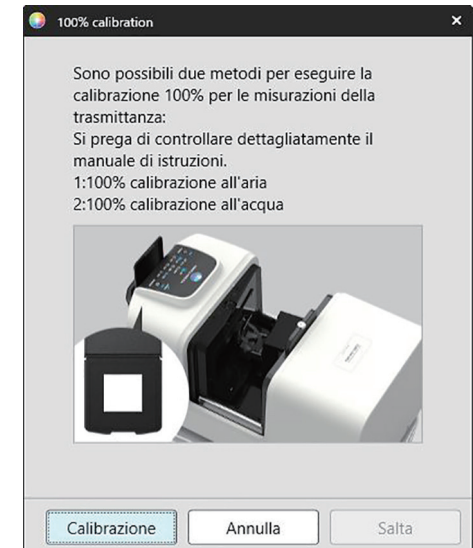 100% calibration
Sono possibili due metodi per eseguire la
calibrazione 100% per le misurazioni della
trasmittanza:
Si prega di controllare dettagliatamente il
manuale di istruzioni.
1:100% calibrazione all'aria
2:100% calibrazione all'acqua
Calibrazione
Annulla
Salta